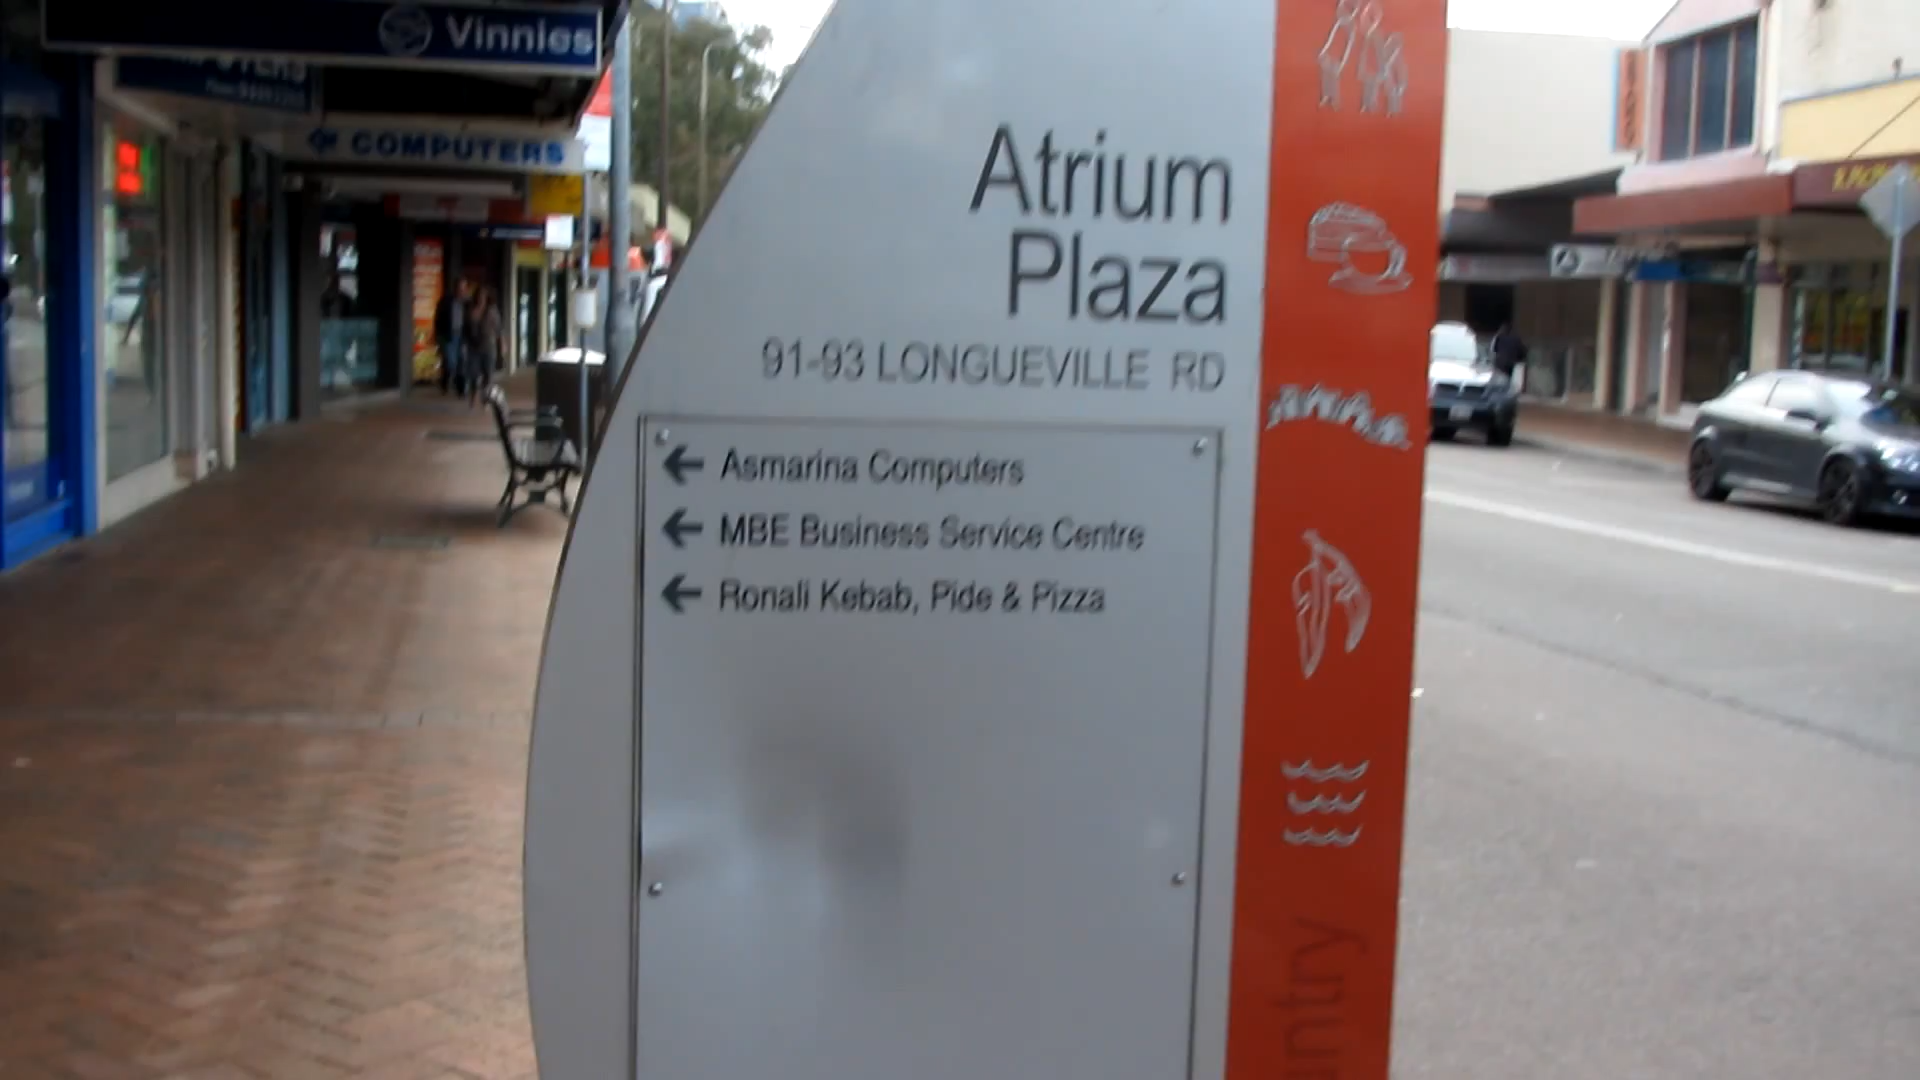 Vinnies
COMPUTERS
Atrium
Plaza
91-93 LONGUEVILLE RD
← Asmarina Computers
← MBE Business Service Centre
← Ronali Kebab, Pide & Pizza